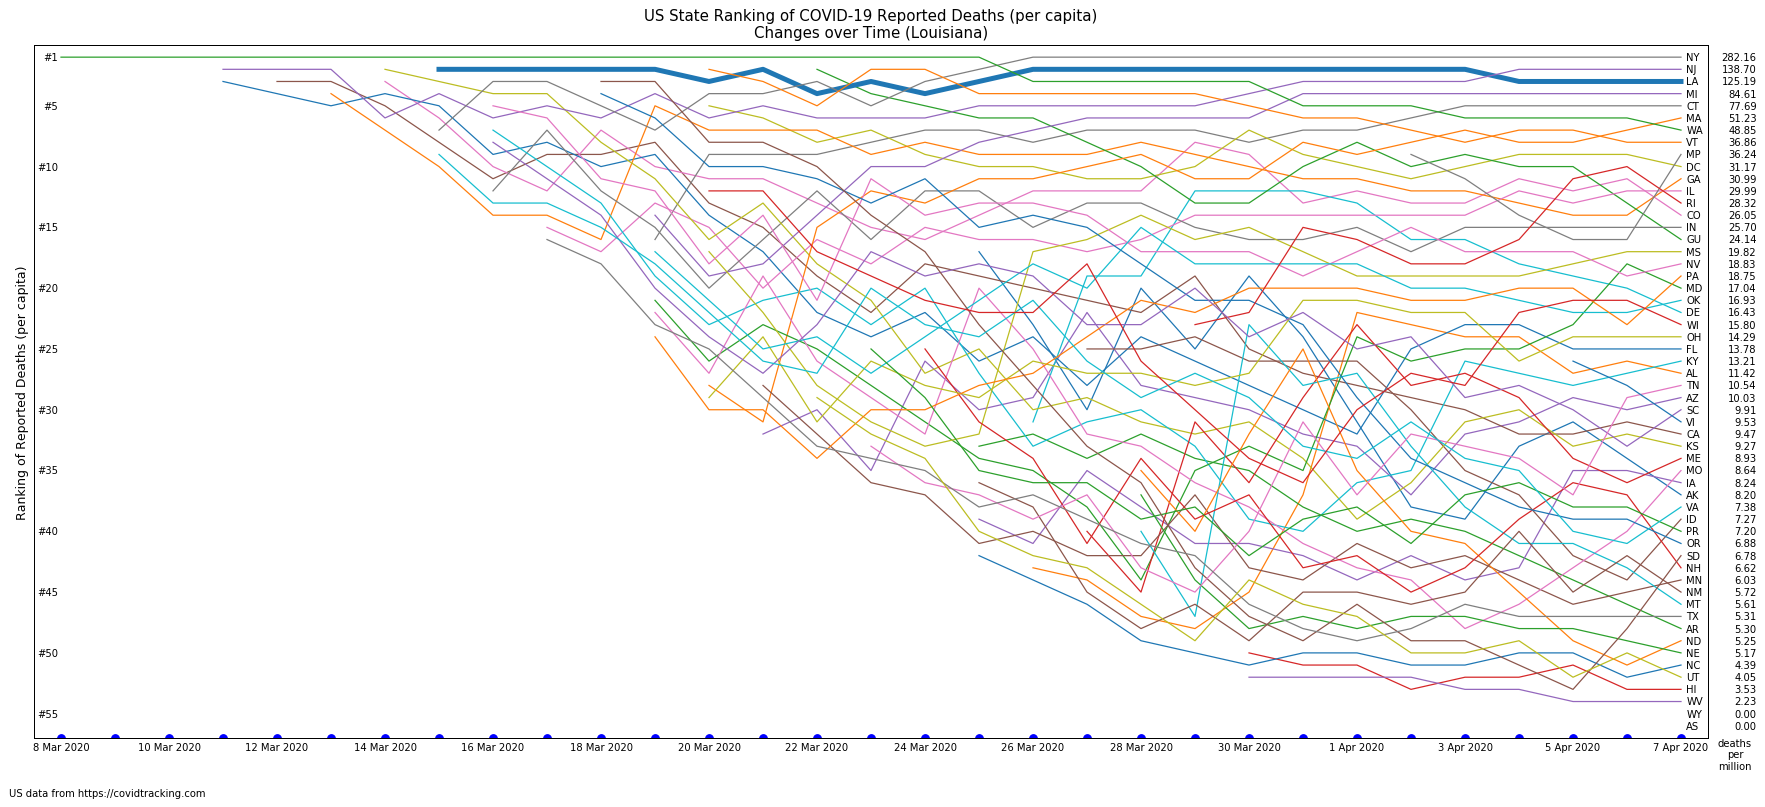 US State Ranking of COVID-19 Reported Deaths (per capita)
Changes over Time (Louisiana)
Ranking of Reported Deaths (per capita)
#1
#5
#10
#15
#20
#25
#30
#35
#40
#45
#50
#55
NY 282.16
NJ 138.70
LA 125.19
MI 84.61
CT 77.69
MA 51.23
WA 48.85
VT 36.86
MP 36.24
DC 31.17
GA 30.99
IL 29.99
RI 28.32
CO 26.05
IN 25.70
GU 24.14
MS 19.82
NV 18.83
PA 18.75
MD 17.04
OK 16.93
DE 16.43
WI 15.80
OH 14.29
FL 13.78
KY 13.21
AL 11.42
TN 10.54
AZ 10.03
SC 9.91
VI 9.53
CA 9.47
KS 9.27
ME 8.93
MO 8.64
IA 8.24
AK 8.20
VA 7.38
ID 7.27
PR 7.20
OR 6.88
SD 6.78
NH 6.62
MN 6.03
NM 5.72
MT 5.61
TX 5.31
AR 5.30
ND 5.25
NE 5.17
NC 4.39
UT 4.05
HI 3.53
WV 2.23
WY 0.00
AS 0.00
8 Mar 2020 10 Mar 2020 12 Mar 2020 14 Mar 2020 16 Mar 2020 18 Mar 2020 20 Mar 2020 22 Mar 2020 24 Mar 2020 26 Mar 2020 28 Mar 2020 30 Mar 2020 1 Apr 2020 3 Apr 2020 5 Apr 2020 7 Apr 2020
deaths
per
million
US data from https://covidtracking.com